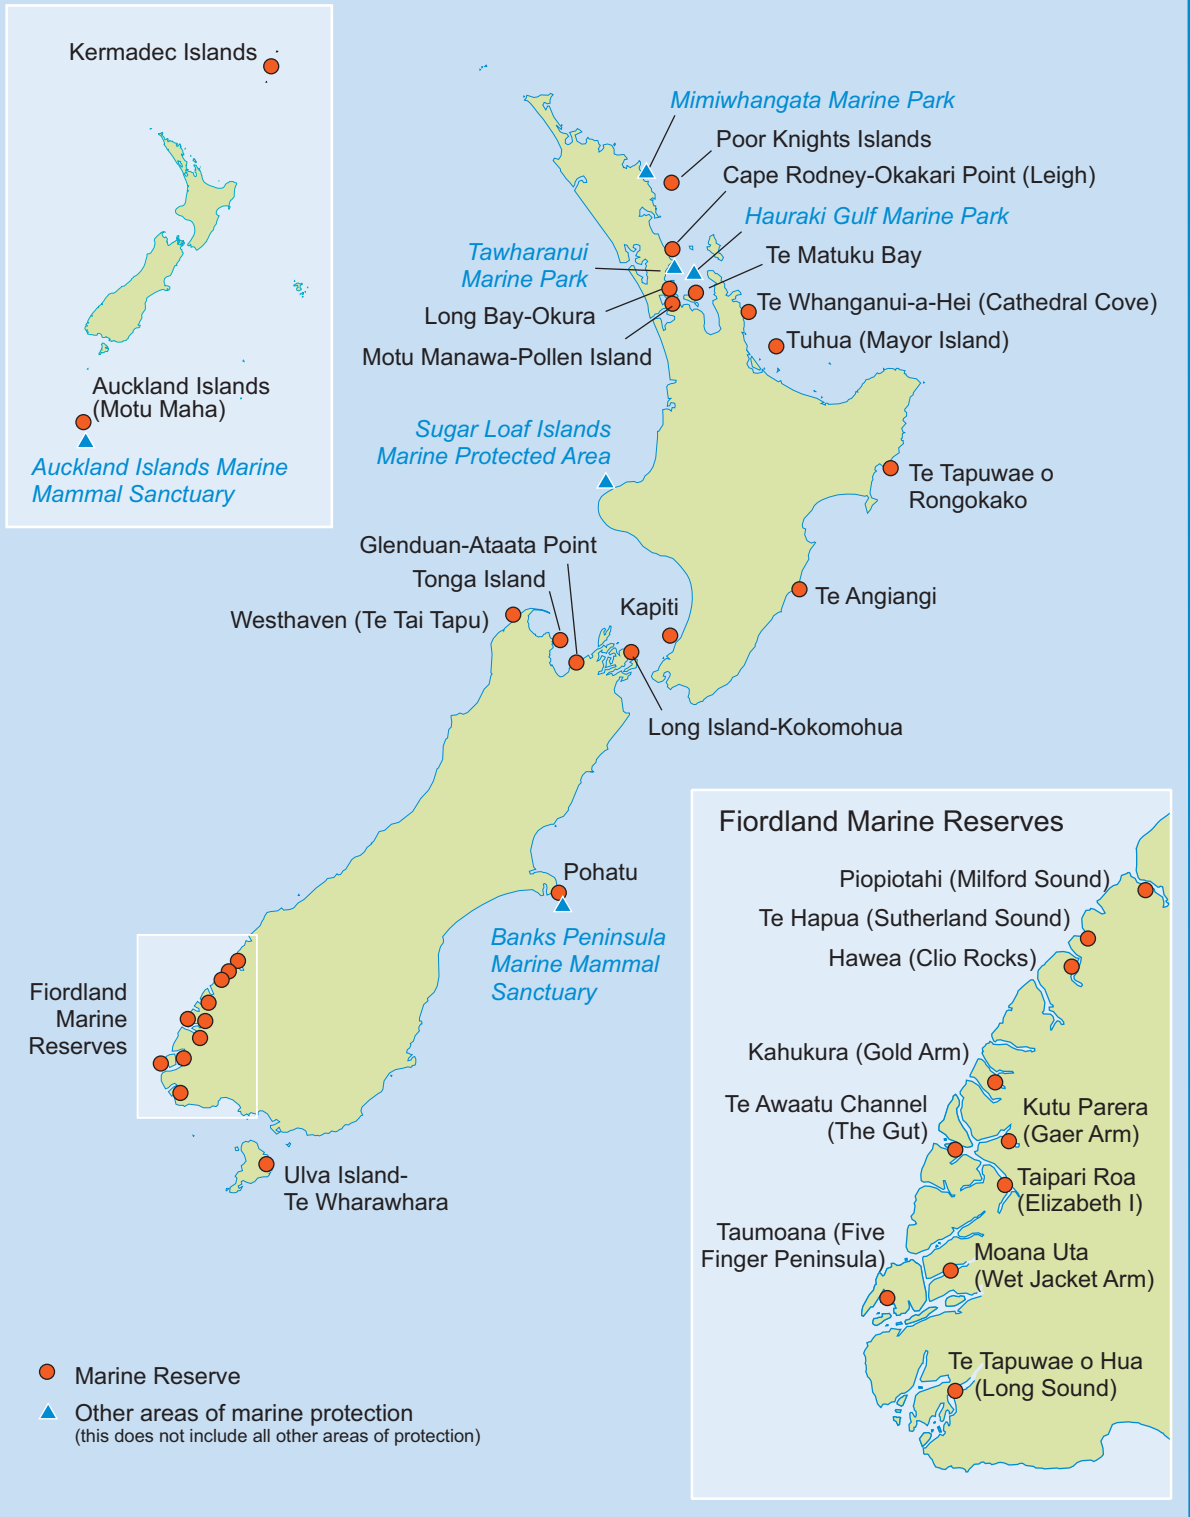 Kermadec Islands
Auckland Islands
(Motu Maha)
Auckland Islands Marine
Mammal Sanctuary
Mimiwhangata Marine Park
Poor Knights Islands
Cape Rodney-Okakari Point (Leigh)
Hauraki Gulf Marine Park
Tawharanui
Marine Park
Te Matuku Bay
Long Bay-Okura
Te Whanganui-a-Hei (Cathedral Cove)
Motu Manawa-Pollen Island
Tuhua (Mayor Island)
Sugar Loaf Islands
Marine Protected Area
Te Tapuwae o
Rongokako
Glenduan-Ataata Point
Tonga Island
Westhaven (Te Tai Tapu)
Kapiti
Te Angiangi
Long Island-Kokomohua
Pohatu
Banks Peninsula
Marine Mammal
Sanctuary
Fiordland
Marine
Reserves
Ulva Island-
Te Wharawhara
Fiordland Marine Reserves
Piopiotahi (Milford Sound)
Te Hapua (Sutherland Sound)
Hawea (Clio Rocks)
Kahukura (Gold Arm)
Te Awaatu Channel
(The Gut)
Kutu Parera
(Gaer Arm)
Taipari Roa
(Elizabeth I)
Taumoana (Five
Finger Peninsula)
Moana Uta
(Wet Jacket Arm)
Te Tapuwae o Hua
(Long Sound)
Marine Reserve
Other areas of marine protection
(this does not include all other areas of protection)